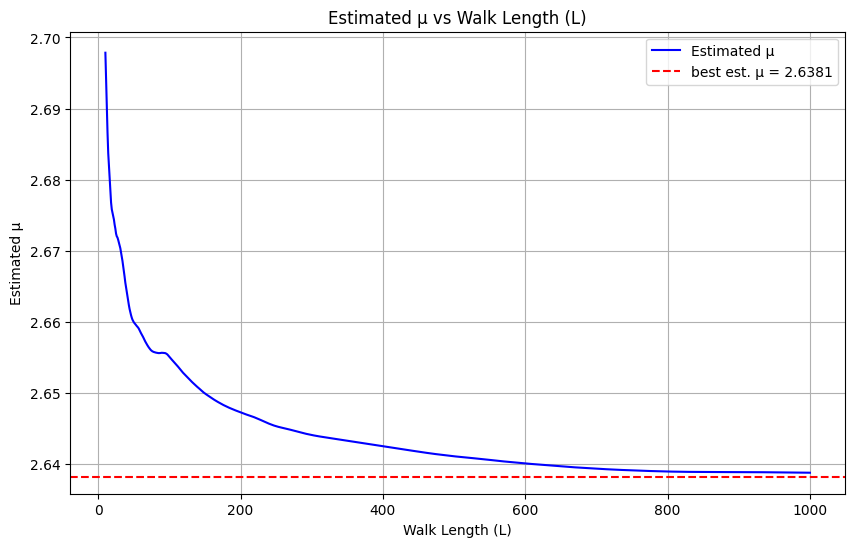 Estimated μ vs Walk Length (L)
Estimated μ
best est. μ = 2.6381
2.70
2.69
2.68
2.67
2.66
2.65
2.64
Estimated μ
0
200
400
600
800
1000
Walk Length (L)